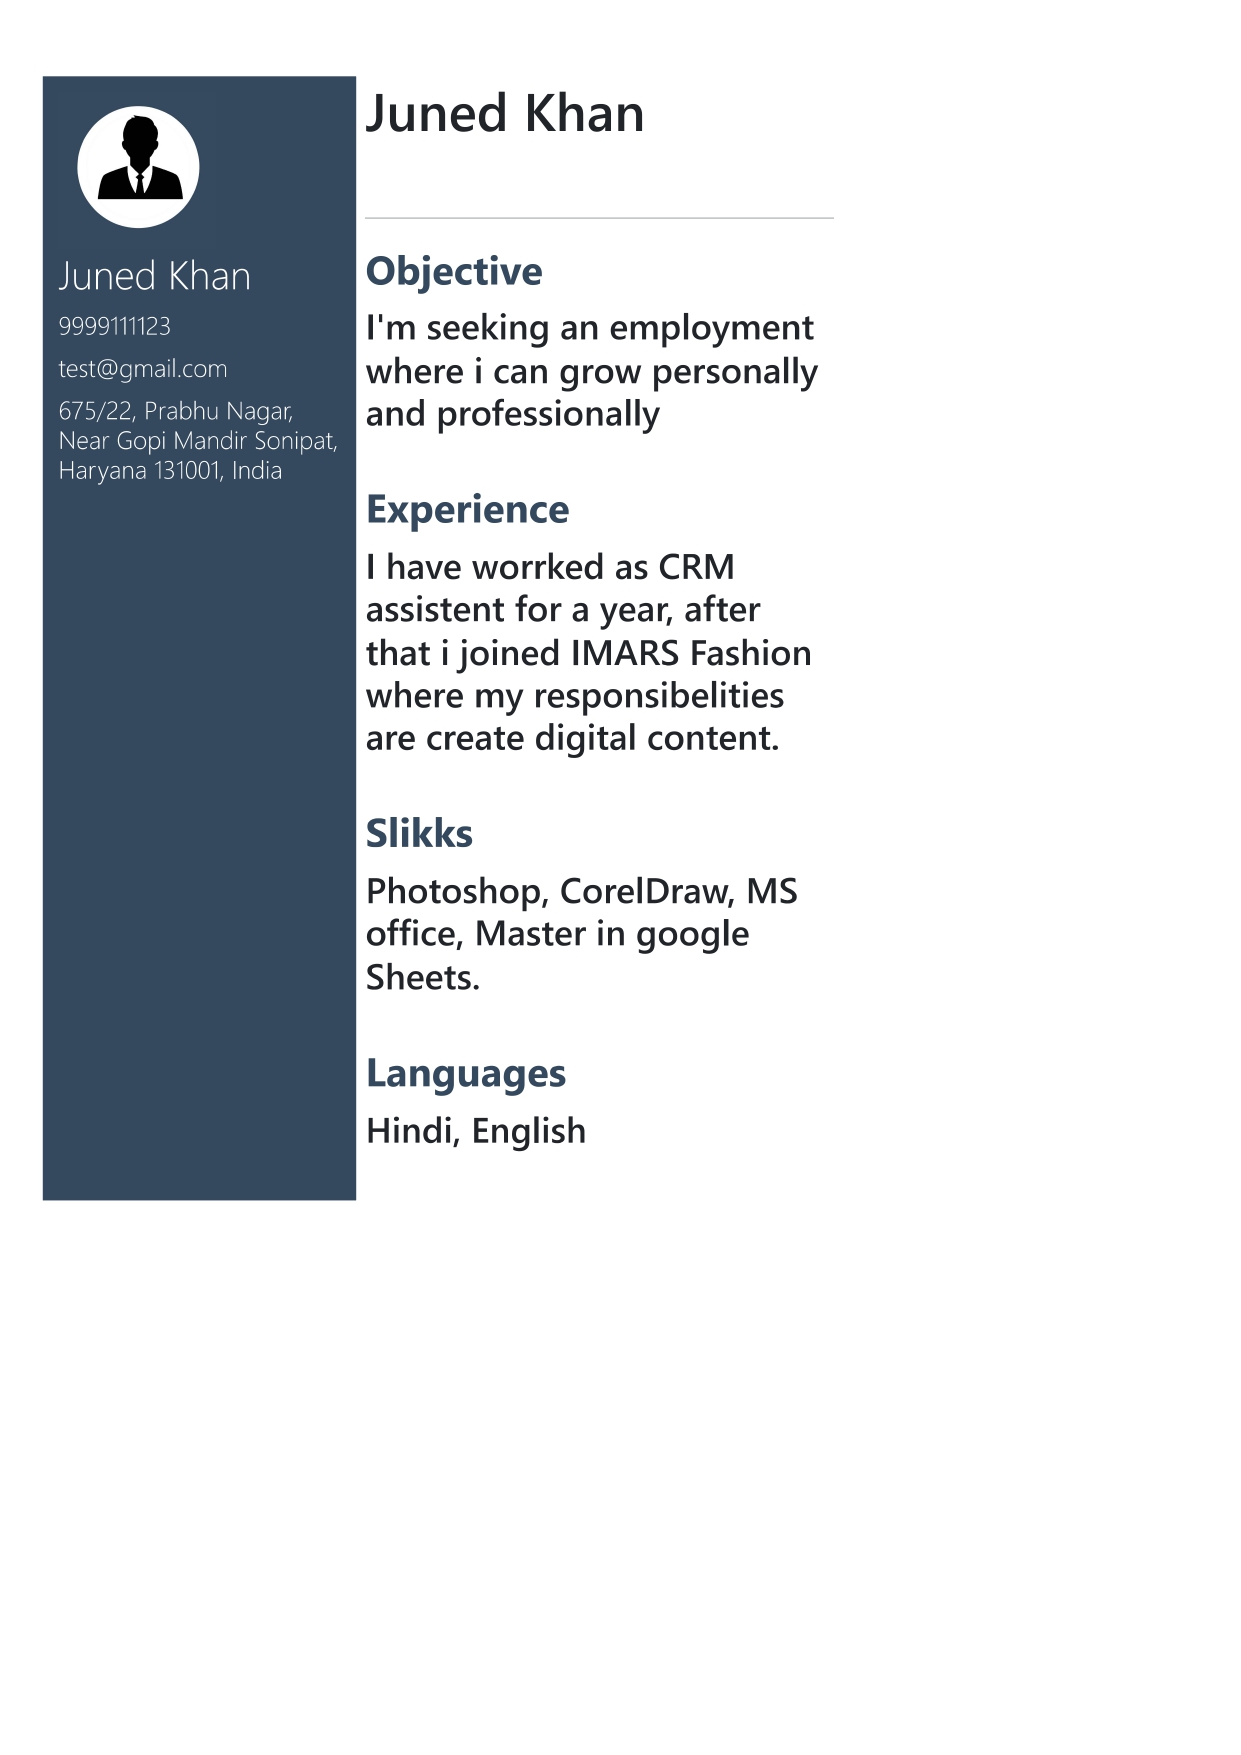 Juned Khan
9999111123
test@gmail.com
675/22, Prabhu Nagar,
Near Gopi Mandir Sonipat,
Haryana 131001, India
Juned Khan
Objective
I'm seeking an employment
where i can grow personally
and professionally
Experience
I have worrked as CRM
assistent for a year, after
that i joined IMARS Fashion
where my responsibelities
are create digital content.
Slikks
Photoshop, CorelDraw, MS
office, Master in google
Sheets.
Languages
Hindi, English